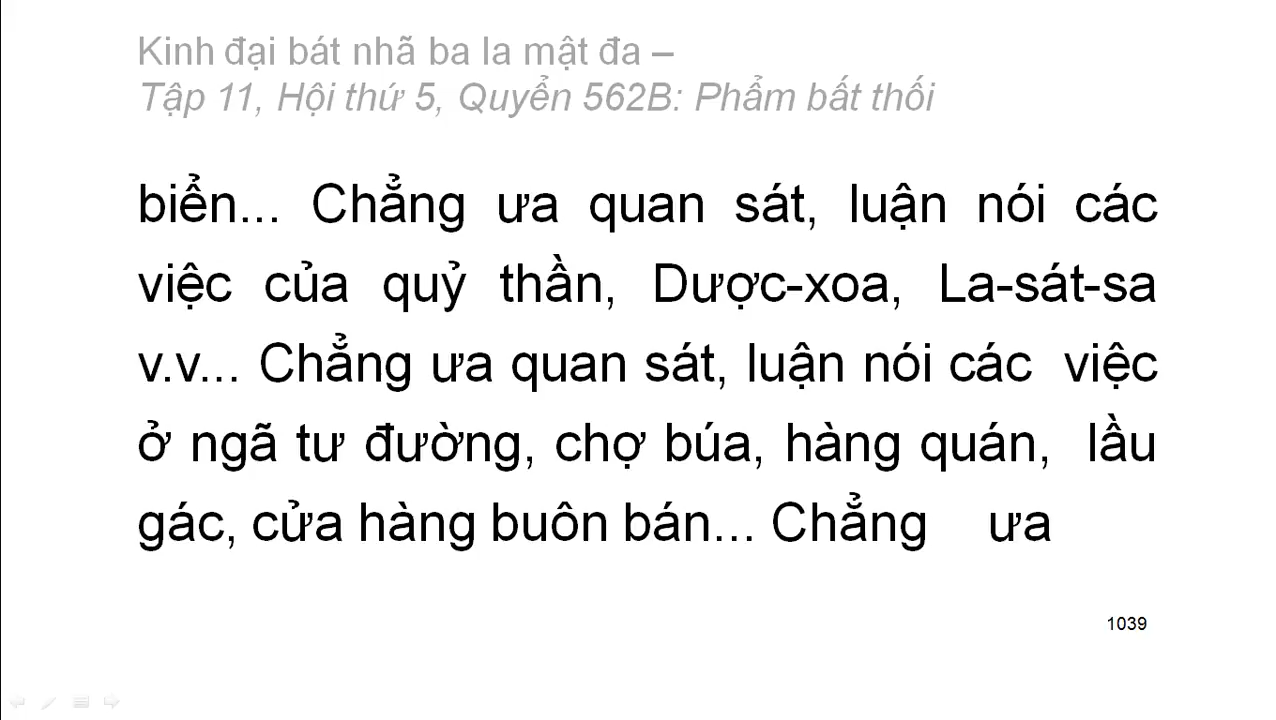 Kinh đại bát nhã ba la mật đa –
Tập 11, Hội thứ 5, Quyển 562B: Phẩm bất thối
biển... Chẳng ưa quan sát, luận nói các
việc của quỷ thần, Dược-xoa, La-sát-sa
v.v... Chẳng ưa quan sát, luận nói các việc
ở ngã tư đường, chợ búa, hàng quán, lầu
gác, cửa hàng buôn bán... Chẳng ưa
1039